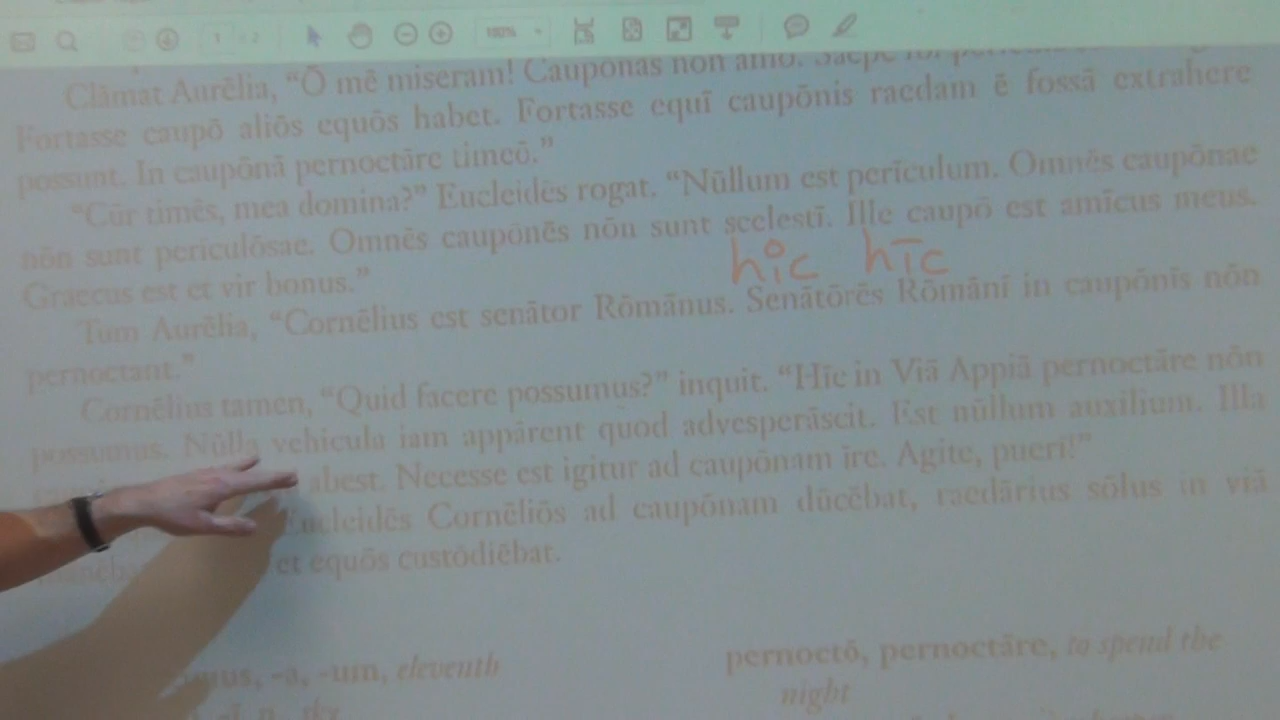 1 / 2 100%
Clāmat Aurēlia, “Ō mē miseram! Caupōnās nōn amō. Saepe
Fortasse caupō aliōs equōs habet. Fortasse equī caupōnis raedam ē fossā extrahere
possunt. In caupōnā pernoctāre timeō.”
“Cūr timēs, mea domina?” Eucleidēs rogat. “Nūllum est perīculum. Omnēs caupōnae
nōn sunt perīculōsae. Omnēs caupōnēs nōn sunt scelestī. Ille caupō est amīcus meus.
Graecus est et vir bonus.”
hic hīc
Tum Aurēlia, “Cornēlius est senātor Rōmānus. Senātōrēs Rōmānī in caupōnīs nōn
pernoctant.”
Cornēlius tamen, “Quid facere possumus?” inquit. “Hīc in Viā Appiā pernoctāre nōn
possumus. Nūlla vehicula iam appārent quod advesperāscit. Est nūllum auxilium. Illa
abest. Necesse est igitur ad caupōnam īre. Agite, puerī!”
Eucleidēs Cornēliōs ad caupōnam dūcēbat, raedārius sōlus in viā
et equōs custōdiēbat.
-a, -um, eleventh
pernoctō, pernoctāre, to spend the
night